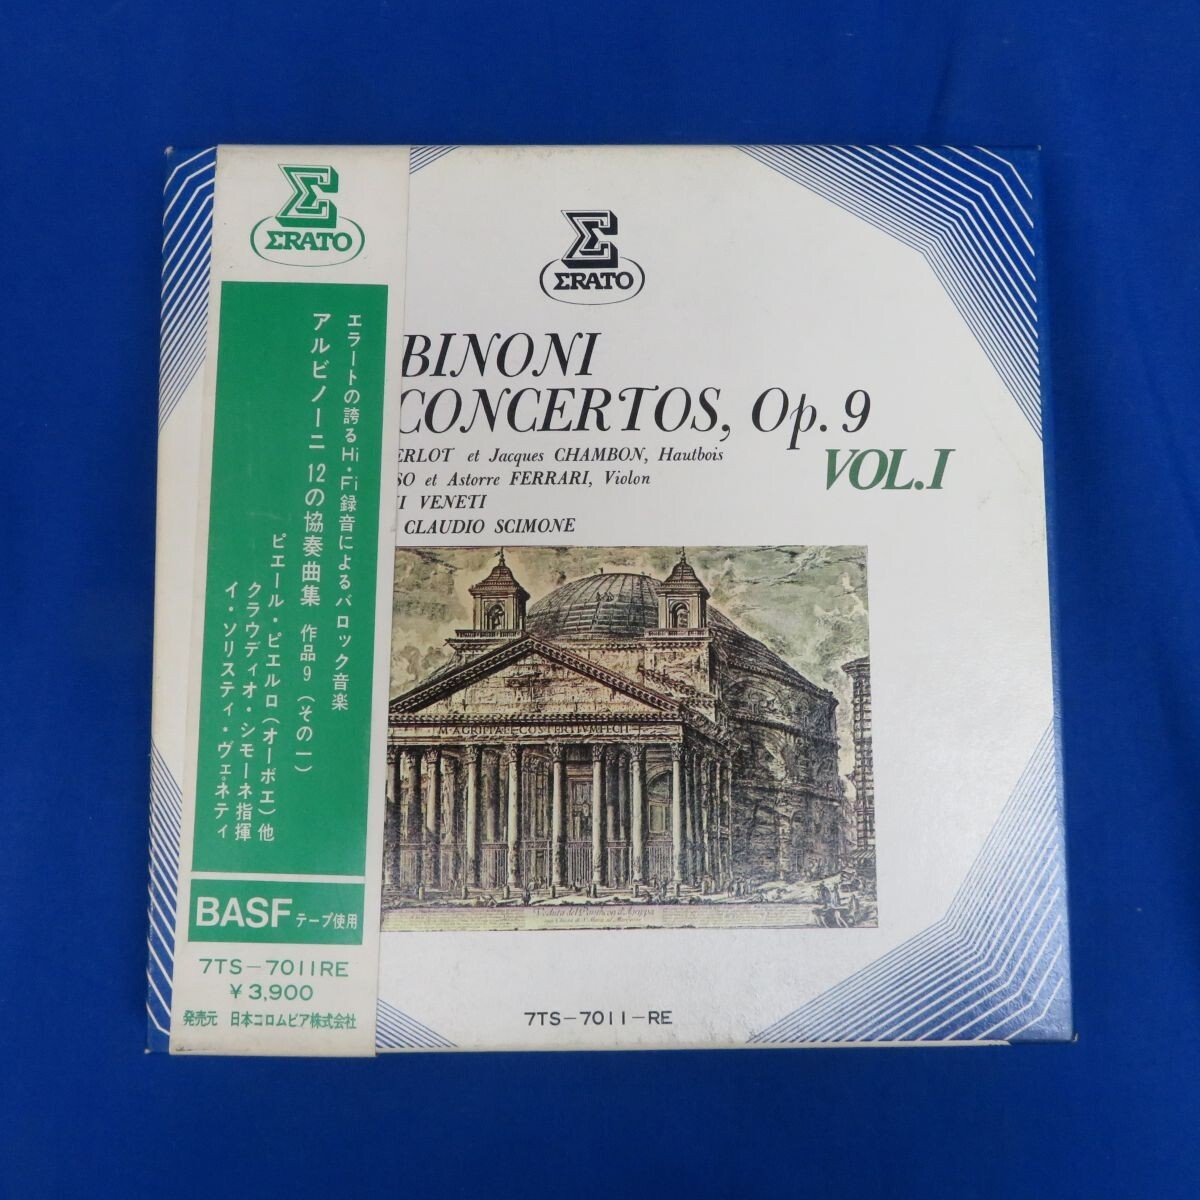 ERATO
エラートの誇るHi・Fi録音によるバロック音楽
アルビノーニ 12の協奏曲集 作品9(その一)
ピエール・ピエルロ(オーボエ)他
クラウディオ・シモーネ指揮
イ・ソリスティ・ヴェネティ
BASF テープ使用
7TS-7011RE
¥3,900
発売元 日本コロムビア株式会社
ERATO
BINONI
CONCERTOS, Op. 9
ERLOT et Jacques CHAMBON, Hautbois
SO et Astorre FERRARI, Violon
I VENETI
CLAUDIO SCIMONE
VOL.I
Veduta del Pantheon d'Agrippa
7TS-7011-RE